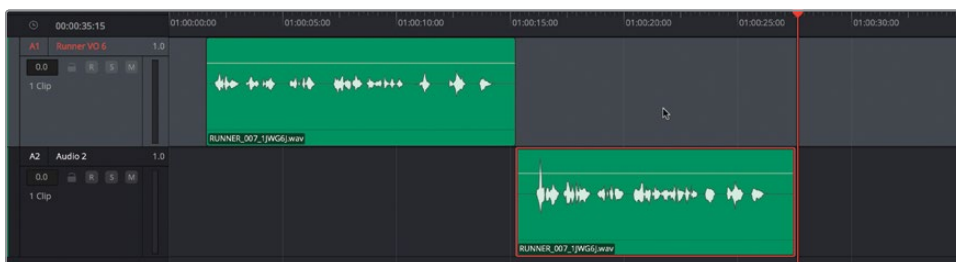 00:00:35:15 01:00:00:00 01:00:05:00 01:00:10:00 01:00:15:00 01:00:20:00 01:00:25:00 01:00:30:00
A1 Runner VO 6 1.0
0.0 R S M
1 Clip
RUNNER_007_1JWG6J.wav
A2 Audio 2 1.0
0.0 R S M
1 Clip
RUNNER_007_1JWG6J.wav